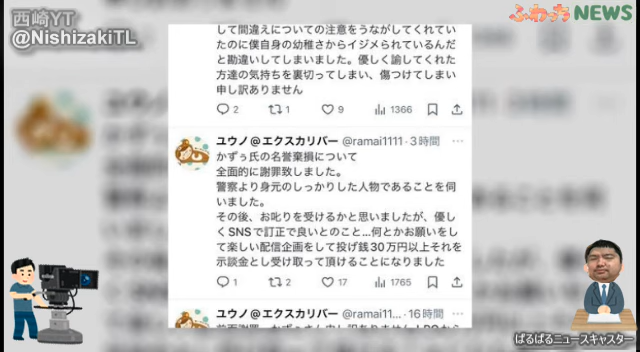 西崎YT
@NishizakiTL
ふわっちNEWS
して間違えについての注意をうながしてくれてい
たのに僕自身の幼稚さからイジメられているんだ
と勘違いしてしまいました。優しく諭してくれた
方達の気持ちを裏切ってしまい、傷つけてしまい
申し訳ありません
2 1 9 1366
ユウノ@エクスカリバー @ramai1111・3時間
かずぅ氏の名誉棄損について
全面的に謝罪致しました。
警察より身元のしっかりした人物であることを伺
いました。
その後、お叱りを受けるかと思いましたが、優し
くSNSで訂正で良いとのこと...何とかお願いをし
て楽しい配信企画をして投げ銭30万円以上それを
示談金とし受け取って頂けることになりました
1 2 17 1765
ユウノ@エクスカリバー @ramai11...・16時間
ぱるぱるニュースキャスター